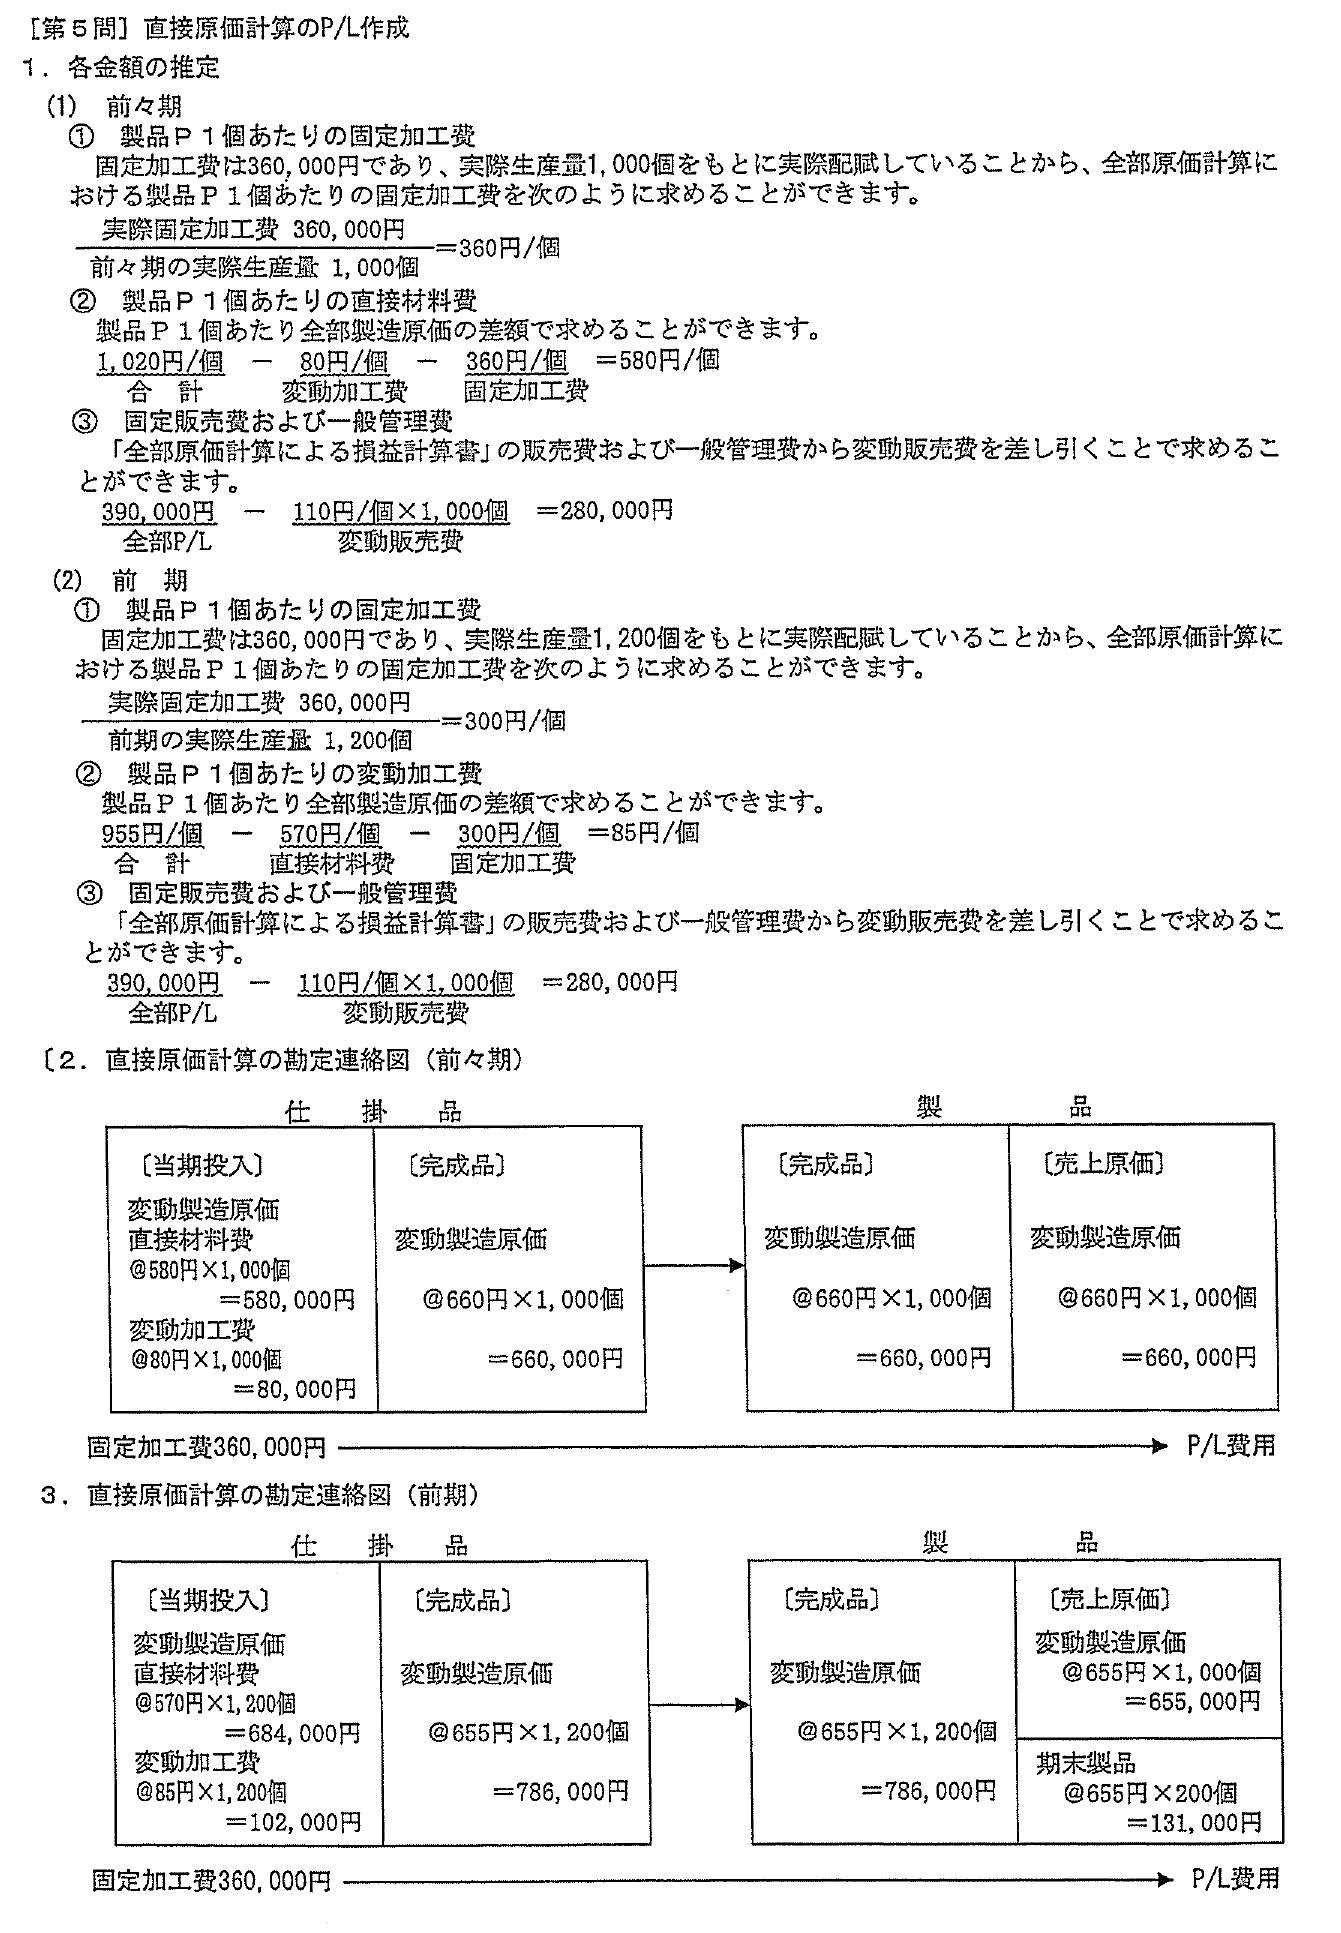 ［第５問］直接原価計算のP/L作成
１．各金額の推定
(1)　前々期
①　製品Ｐ１個あたりの固定加工費
固定加工費は360,000円であり、実際生産量1,000個をもとに実際配賦していることから、全部原価計算に
おける製品Ｐ１個あたりの固定加工費を次のように求めることができます。
実際固定加工費 360,000円
前々期の実際生産量 1,000個
＝360円/個
②　製品Ｐ１個あたりの直接材料費
製品Ｐ１個あたり全部製造原価の差額で求めることができます。
1,020円/個　－　80円/個　－　360円/個　＝580円/個
合　計　変動加工費　固定加工費
③　固定販売費および一般管理費
「全部原価計算による損益計算書」の販売費および一般管理費から変動販売費を差し引くことで求めるこ
とができます。
390,000円　－　110円/個×1,000個　＝280,000円
全部P/L　変動販売費
(2)　前　期
①　製品Ｐ１個あたりの固定加工費
固定加工費は360,000円であり、実際生産量1,200個をもとに実際配賦していることから、全部原価計算に
おける製品Ｐ１個あたりの固定加工費を次のように求めることができます。
実際固定加工費 360,000円
前期の実際生産量 1,200個
＝300円/個
②　製品Ｐ１個あたりの変動加工費
製品Ｐ１個あたり全部製造原価の差額で求めることができます。
955円/個　－　570円/個　－　300円/個　＝85円/個
合　計　直接材料費　固定加工費
③　固定販売費および一般管理費
「全部原価計算による損益計算書」の販売費および一般管理費から変動販売費を差し引くことで求めるこ
とができます。
390,000円　－　110円/個×1,000個　＝280,000円
全部P/L　変動販売費
〔２．直接原価計算の勘定連絡図（前々期）
仕　掛　品
〔当期投入〕
変動製造原価
直接材料費
@580円×1,000個
＝580,000円
変動加工費
@80円×1,000個
＝80,000円
〔完成品〕
変動製造原価
@660円×1,000個
＝660,000円
製　品
〔完成品〕
変動製造原価
@660円×1,000個
＝660,000円
〔売上原価〕
変動製造原価
@660円×1,000個
＝660,000円
固定加工費360,000円
P/L費用
３．直接原価計算の勘定連絡図（前期）
仕　掛　品
〔当期投入〕
変動製造原価
直接材料費
@570円×1,200個
＝684,000円
変動加工費
@85円×1,200個
＝102,000円
〔完成品〕
変動製造原価
@655円×1,200個
＝786,000円
製　品
〔完成品〕
変動製造原価
@655円×1,200個
＝786,000円
〔売上原価〕
変動製造原価
@655円×1,000個
＝655,000円
期末製品
@655円×200個
＝131,000円
固定加工費360,000円
P/L費用